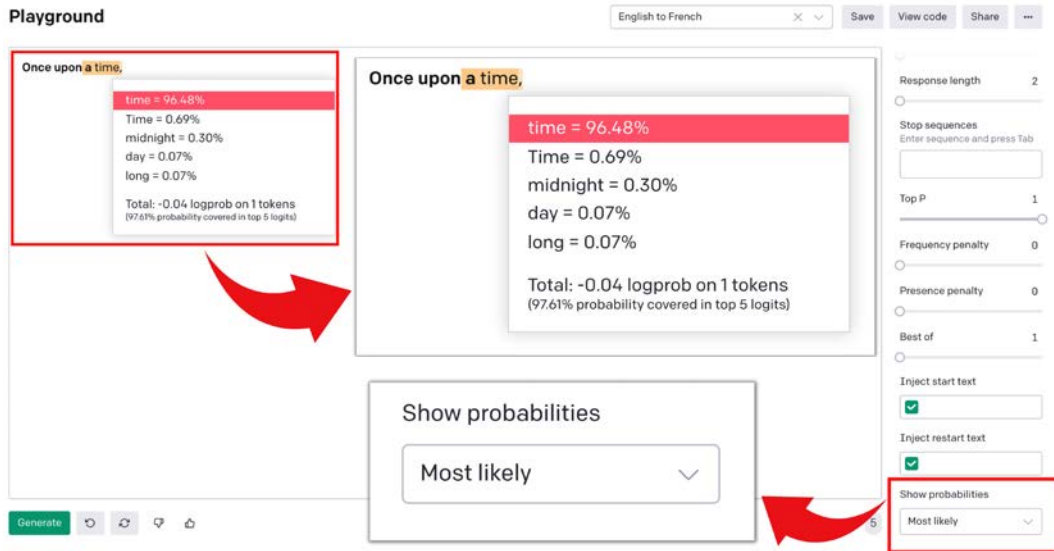 Playground
English to French
Save
View code
Share
Once upon a time,
time = 96.48%
Time = 0.69%
midnight = 0.30%
day = 0.07%
long = 0.07%
Total: -0.04 logprob on 1 tokens
(97.61% probability covered in top 5 logits)
Once upon a time,
time = 96.48%
Time = 0.69%
midnight = 0.30%
day = 0.07%
long = 0.07%
Total: -0.04 logprob on 1 tokens
(97.61% probability covered in top 5 logits)
Show probabilities
Most likely
Response length 2
Stop sequences
Enter sequence and press Tab
Top P 1
Frequency penalty 0
Presence penalty 0
Best of 1
Inject start text
Inject restart text
Show probabilities
Most likely
Generate
5